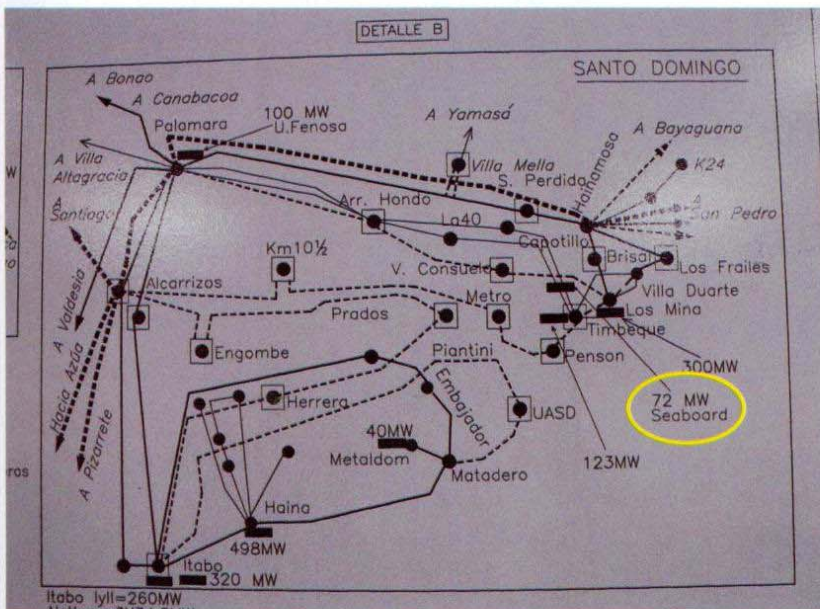 DETALLE B
SANTO DOMINGO
A Bonao
A Canabacoa
Palamara
100 MW
U.Fenosa
A Yamasá
A Bayaguana
A Villa
Altagracia
Villa Mella
S. Perdida
Hainamosa
K24
A
Santiago
Arr. Hondo
La40
Capotillo
A
San Pedro
Km10½
V. Consuelo
Brisal
Los Frailes
Alcarrizos
Villa Duarte
Los Mina
Metro
Timbeque
A Valdesia
Prados
Engombe
Piantini
Penson
300MW
Hacia Azúa
A Pizarrete
Herrera
Embajador
UASD
72 MW
Seaboard
40MW
Metaldom
Matadero
123MW
Haina
498MW
Itabo
320 MW
Itabo IyII=260MW